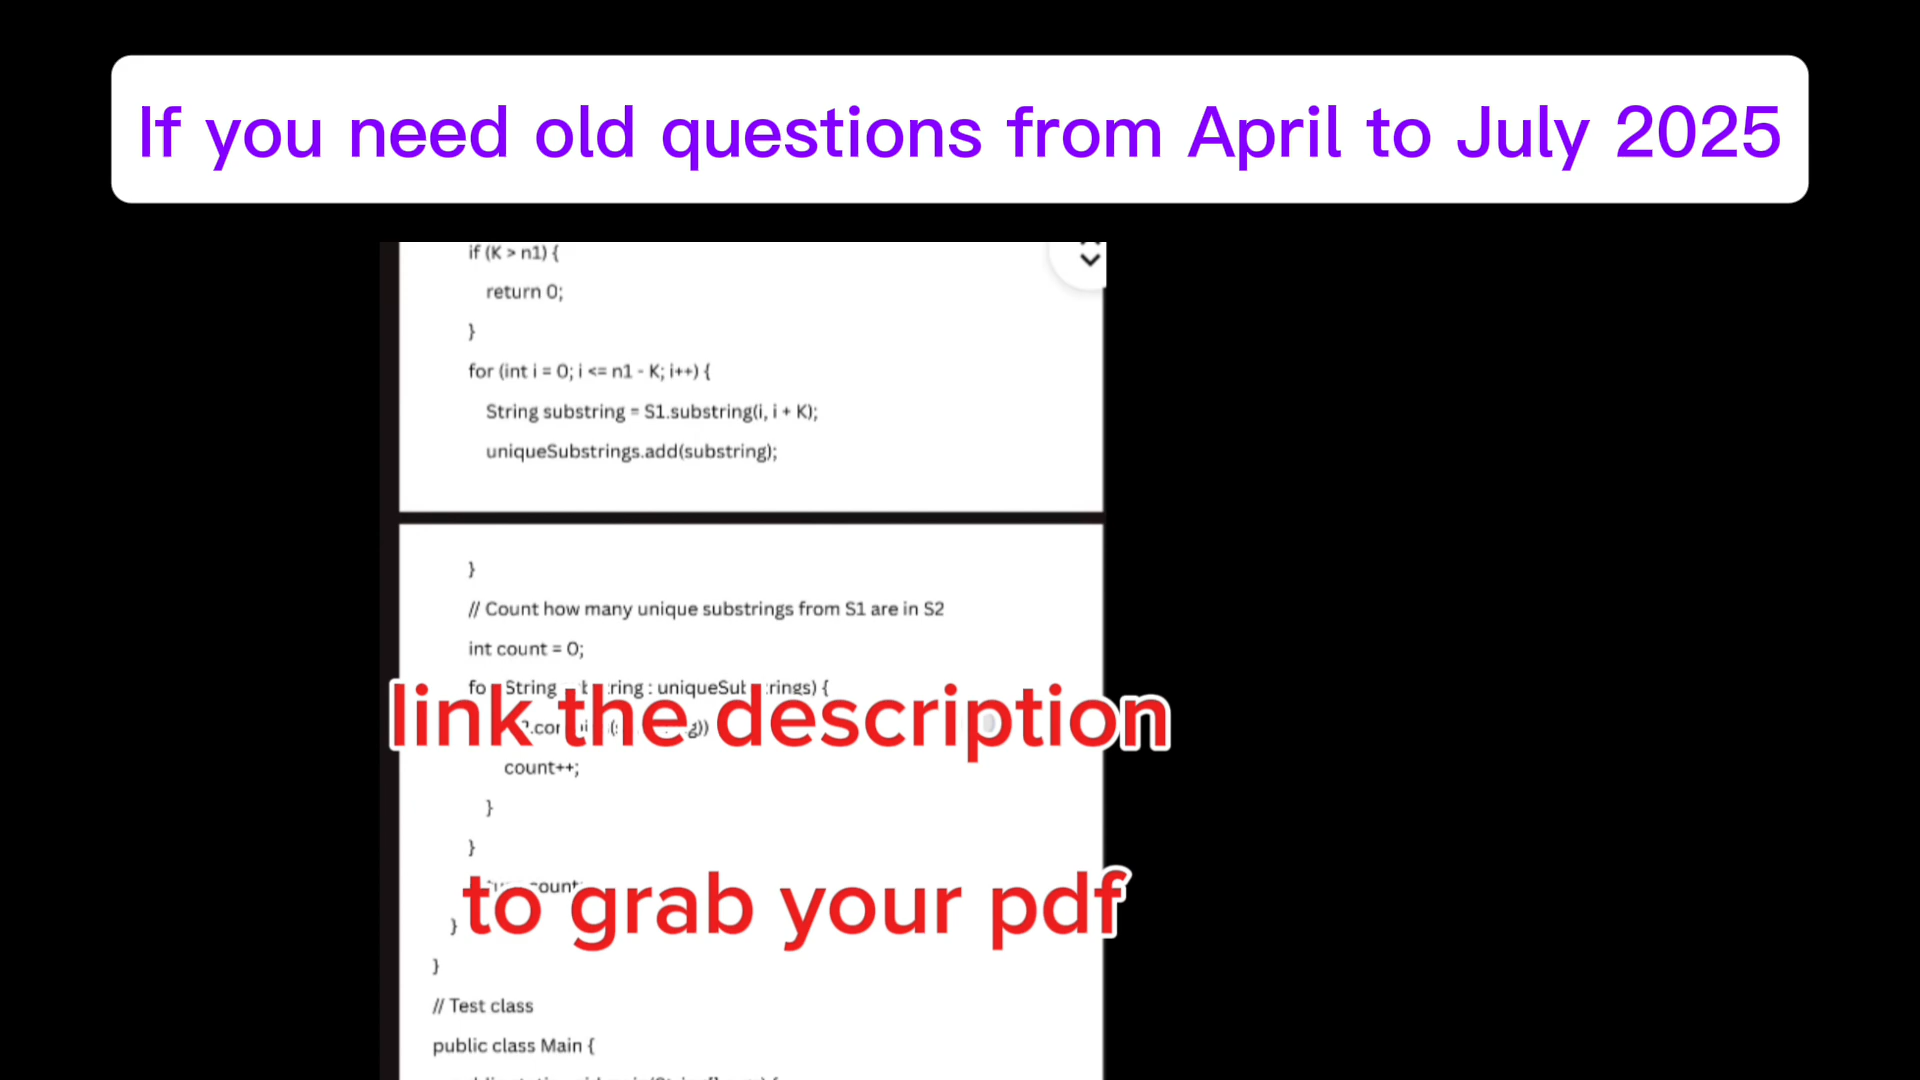 If you need old questions from April to July 2025
if (K > n1) {
return 0;
}
for (int i = 0; i <= n1 - K; i++) {
String substring = S1.substring(i, i + K);
uniqueSubstrings.add(substring);
}
// Count how many unique substrings from S1 are in S2
int count = 0;
String : uniqueSubstrings) {
link the description
count++;
}
}
to grab your pdf
}
}
// Test class
public class Main {